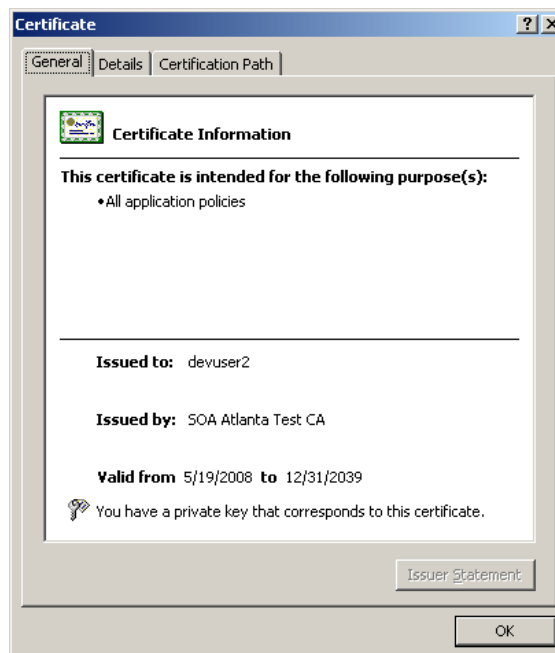 Certificate
? X
General Details Certification Path
Certificate Information
This certificate is intended for the following purpose(s):
•All application policies
Issued to: devuser2
Issued by: SOA Atlanta Test CA
Valid from 5/19/2008 to 12/31/2039
You have a private key that corresponds to this certificate.
Issuer Statement
OK